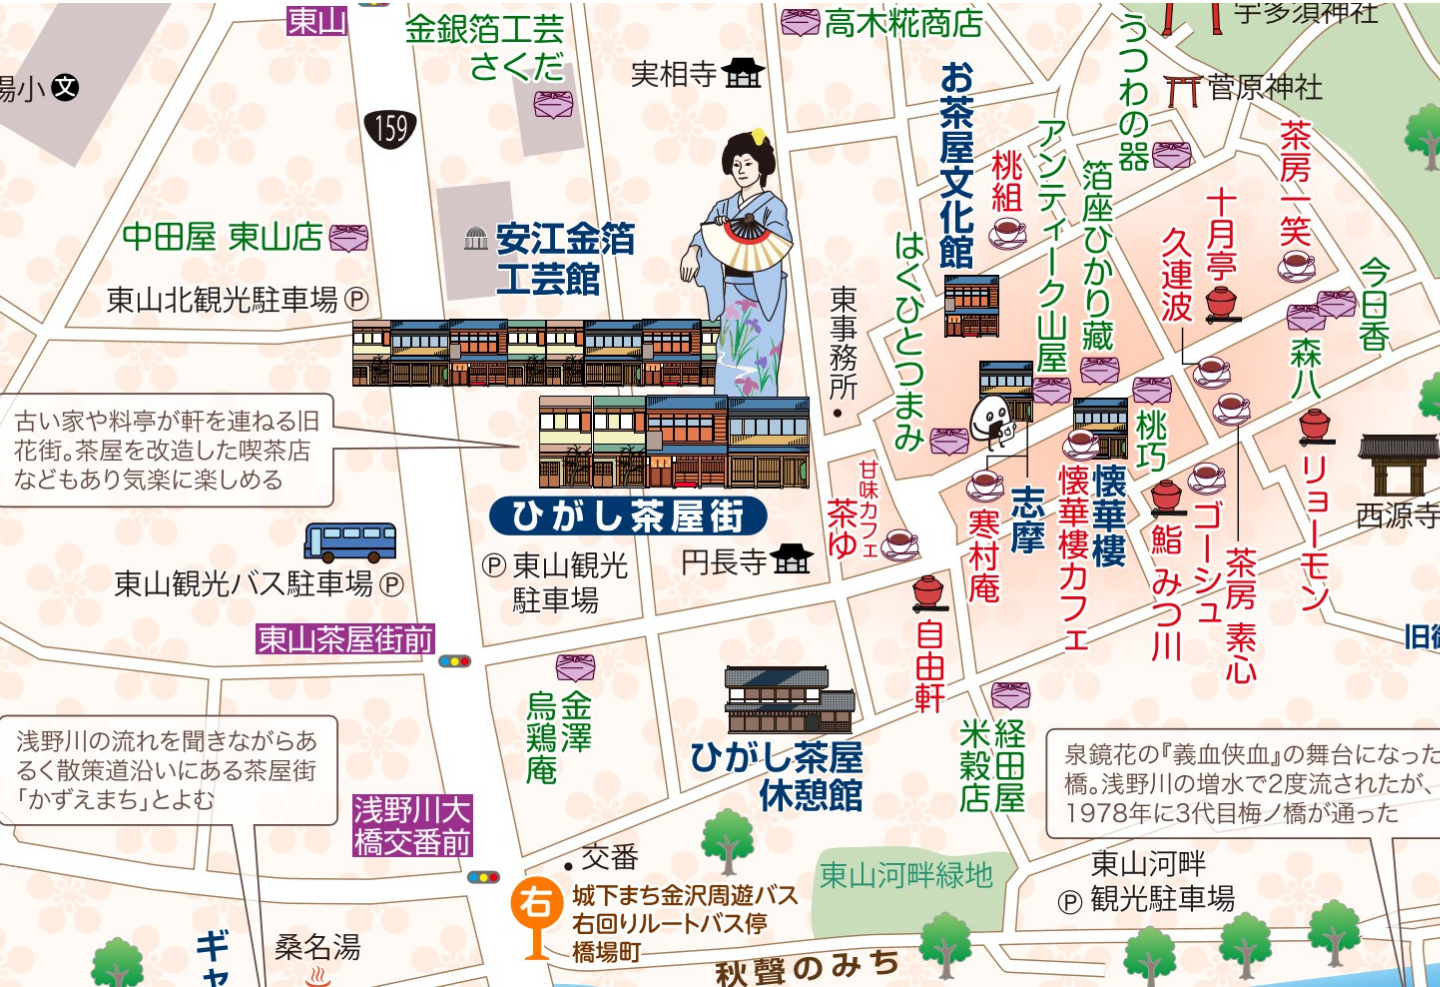 東山
金銀箔工芸
さくだ
高木糀商店
宇多須神社
実相寺
菅原神社
うつわの器
お茶屋文化館
桃組
アンティーク山屋
箔座ひかり藏
茶房一笑
十月亭
久連波
陽小
文
159
中田屋 東山店
安江金箔
工芸館
東山北観光駐車場 P
はくひとつまみ
東事務所
今日香
森八
古い家や料亭が軒を連ねる旧
花街。茶屋を改造した喫茶店
などもあり気楽に楽しめる
ひがし茶屋街
桃巧
リョーモン
西源寺
甘味カフェ
茶ゆ
志摩
寒村庵
懐華樓
懐華樓カフェ
鮨 みつ川
ゴーシュ
茶房 素心
東山観光バス駐車場 P
P 東山観光
駐車場
円長寺
自由軒
東山茶屋街前
金澤
烏鶏庵
ひがし茶屋
休憩館
経田屋
米穀店
浅野川の流れを聞きながらあ
るく散策道沿いにある茶屋街
「かずえまち」とよむ
浅野川大
橋交番前
泉鏡花の『義血侠血』の舞台になった
橋。浅野川の増水で2度流されたが、
1978年に3代目梅ノ橋が通った
交番
東山河畔緑地
東山河畔
P 観光駐車場
右
城下まち金沢周遊バス
右回りルートバス停
橋場町
桑名湯
ギャ
秋聲のみち